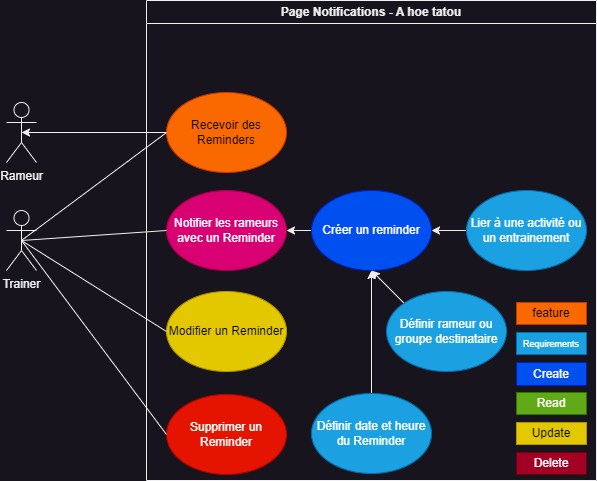 Page Notifications - A hoe tatou
Recevoir des
Reminders
Rameur
Notifier les rameurs
avec un Reminder
Créer un reminder
Lier à une activité ou
un entrainement
Trainer
Modifier un Reminder
Définir rameur ou
groupe destinataire
Supprimer un
Reminder
Définir date et heure
du Reminder
feature
Requirements
Create
Read
Update
Delete